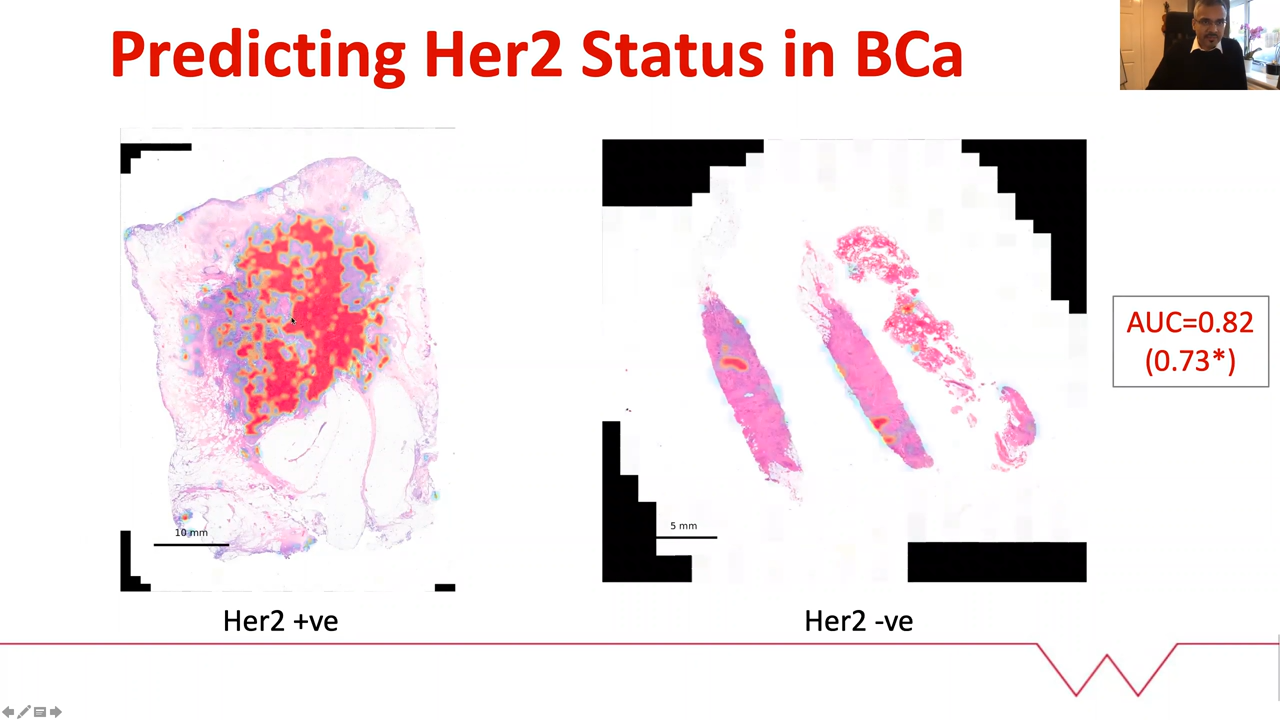 Predicting Her2 Status in BCa
10 mm
5 mm
AUC=0.82
(0.73*)
Her2 +ve
Her2 -ve